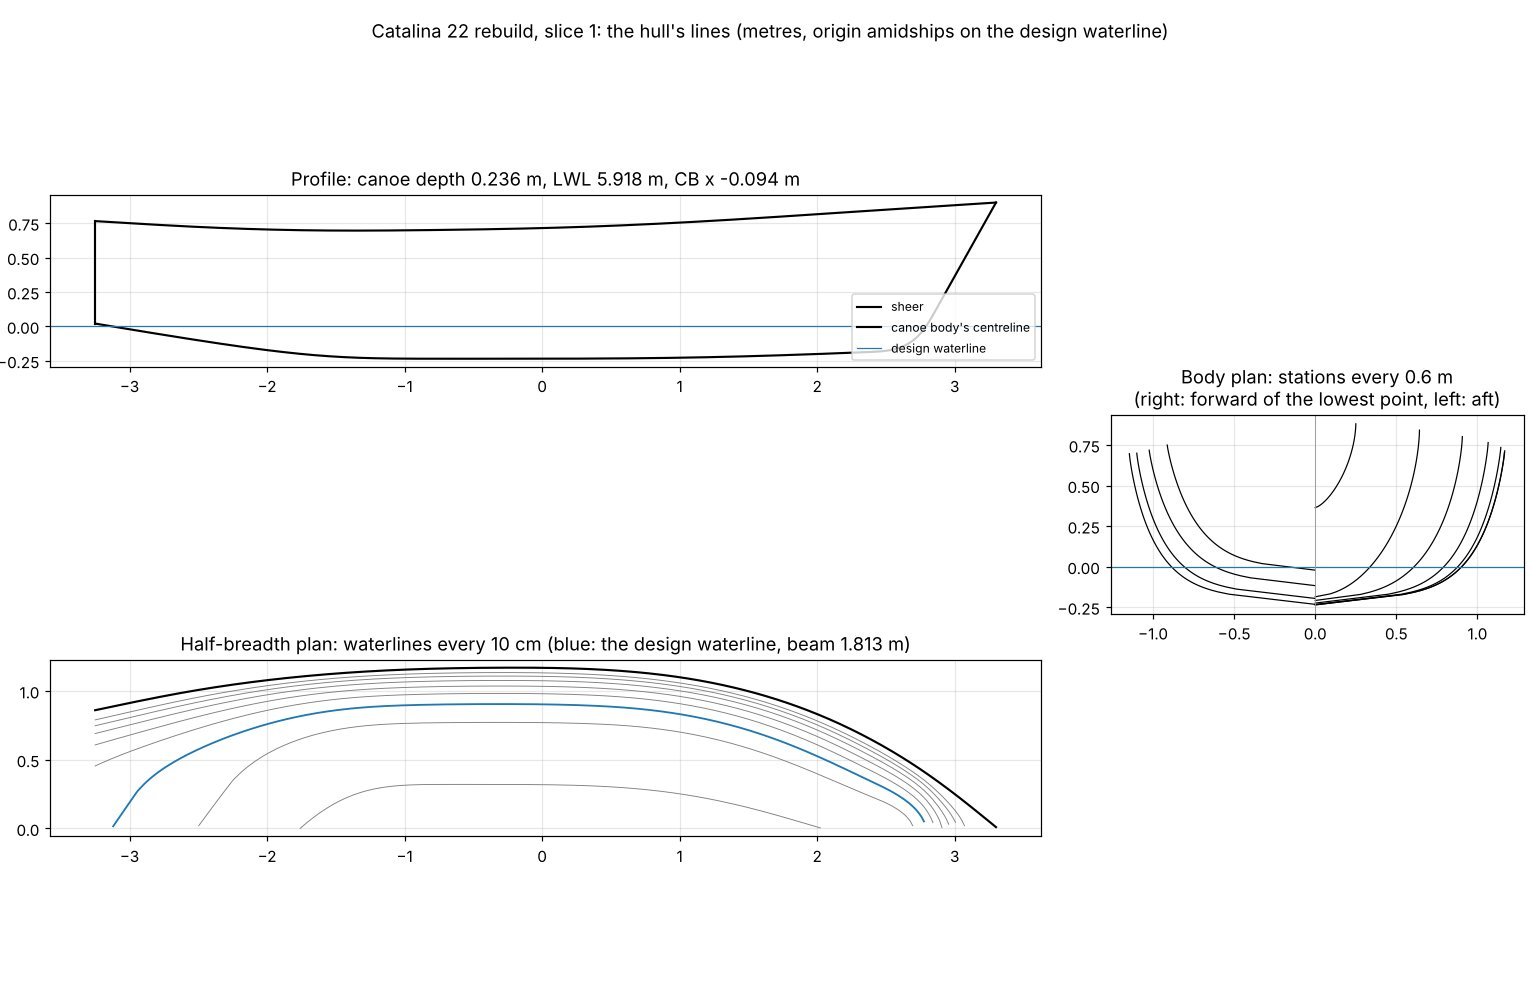 Catalina 22 rebuild, slice 1: the hull's lines (metres, origin amidships on the design waterline)
Profile: canoe depth 0.236 m, LWL 5.918 m, CB x -0.094 m
0.75
0.50
0.25
0.00
−0.25
sheer
canoe body's centreline
design waterline
−3 −2 −1 0 1 2 3
Body plan: stations every 0.6 m
(right: forward of the lowest point, left: aft)
0.75
0.50
0.25
0.00
−0.25
−1.0 −0.5 0.0 0.5 1.0
Half-breadth plan: waterlines every 10 cm (blue: the design waterline, beam 1.813 m)
1.0
0.5
0.0
−3 −2 −1 0 1 2 3